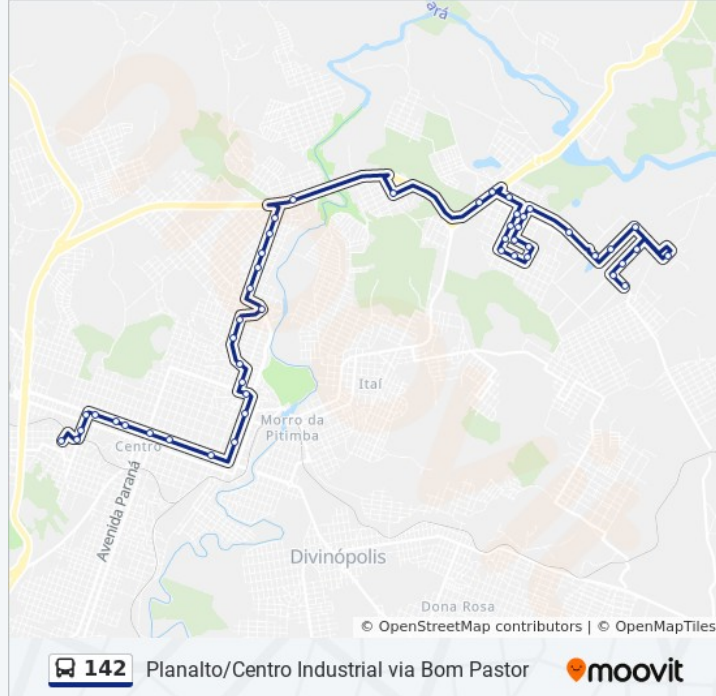 ará
Itaí
Morro da
Pitimba
Centro
Avenida Paraná
Divinópolis
Dona Rosa
© OpenStreetMap contributors | © OpenMapTiles
142 Planalto/Centro Industrial via Bom Pastor moovit